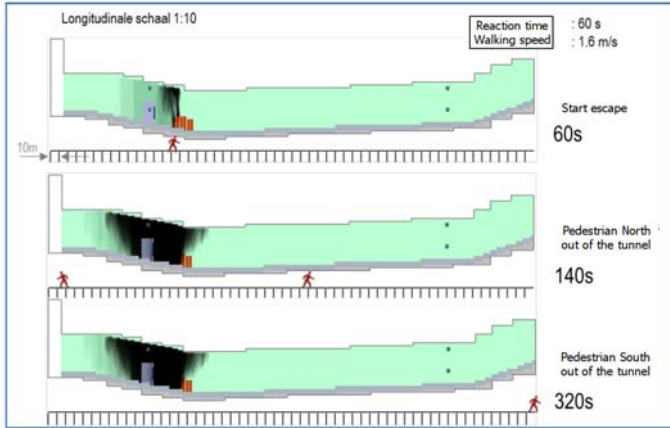 Longitudinale schaal 1:10
Reaction time : 60 s
Walking speed : 1.6 m/s
Start escape
60s
10m
Pedestrian North
out of the tunnel
140s
Pedestrian South
out of the tunnel
320s